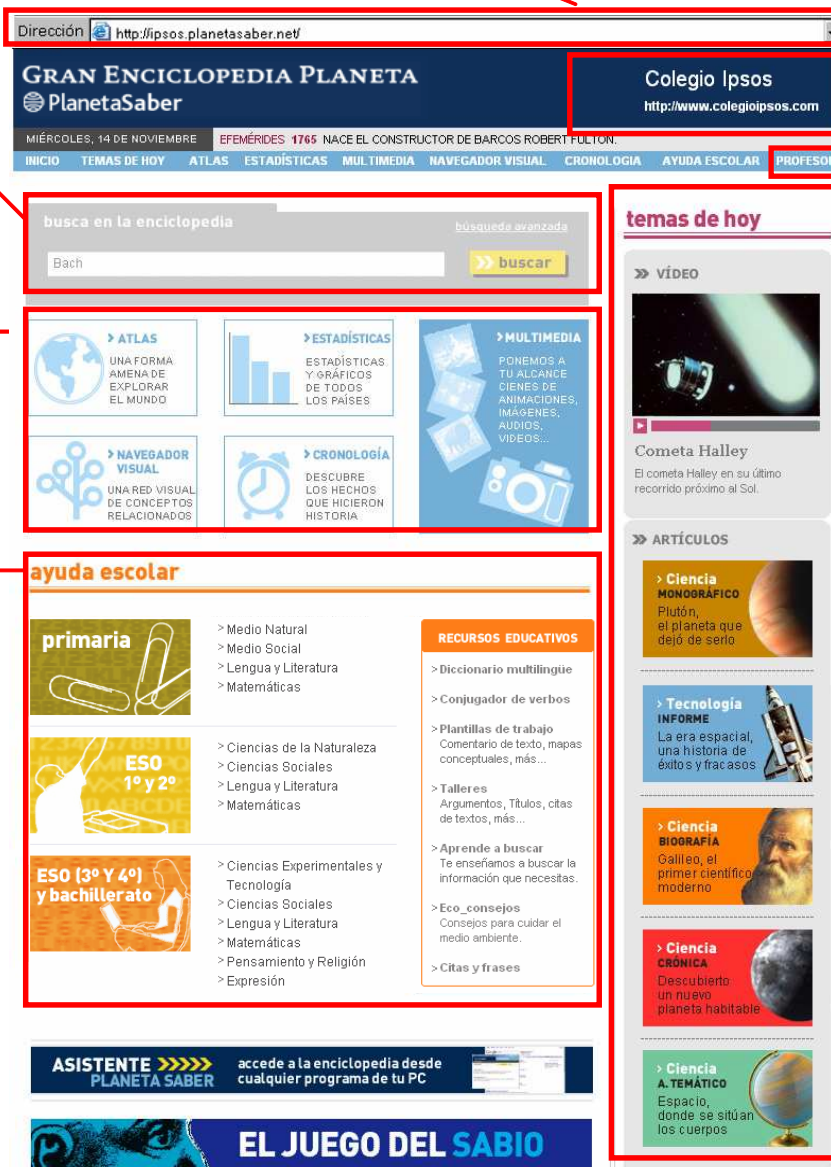 Dirección http://ipsos.planetasaber.net/
GRAN ENCICLOPEDIA PLANETA
PlanetaSaber
Colegio Ipsos
http://www.colegioipsos.com
MIÉRCOLES, 14 DE NOVIEMBRE EFEMÉRIDES 1765 NACE EL CONSTRUCTOR DE BARCOS ROBERT FULTON.
INICIO TEMAS DE HOY ATLAS ESTADÍSTICAS MULTIMEDIA NAVEGADOR VISUAL CRONOLOGIA AYUDA ESCOLAR PROFESOR
busca en la enciclopedia
búsqueda avanzada
Bach
>> buscar
> ATLAS
UNA FORMA
AMENA DE
EXPLORAR
EL MUNDO
> ESTADÍSTICAS
ESTADÍSTICAS
Y GRÁFICOS
DE TODOS
LOS PAÍSES
> MULTIMEDIA
PONEMOS A
TU ALCANCE
CIENES DE
ANIMACIONES,
IMÁGENES,
AUDIOS,
VIDEOS...
> NAVEGADOR
VISUAL
UNA RED VISUAL
DE CONCEPTOS
RELACIONADOS
> CRONOLOGÍA
DESCUBRE
LOS HECHOS
QUE HICIERON
HISTORIA
ayuda escolar
primaria
> Medio Natural
> Medio Social
> Lengua y Literatura
> Matemáticas
ESO
1º y 2º
> Ciencias de la Naturaleza
> Ciencias Sociales
> Lengua y Literatura
> Matemáticas
ESO (3º Y 4º)
y bachillerato
> Ciencias Experimentales y
Tecnología
> Ciencias Sociales
> Lengua y Literatura
> Matemáticas
> Pensamiento y Religión
> Expresión
RECURSOS EDUCATIVOS
> Diccionario multilingüe
> Conjugador de verbos
> Plantillas de trabajo
Comentario de texto, mapas
conceptuales, más...
> Talleres
Argumentos, Títulos, citas
de textos, más...
> Aprende a buscar
Te enseñamos a buscar la
información que necesitas.
> Eco_consejos
Consejos para cuidar el
medio ambiente.
> Citas y frases
ASISTENTE >>>>>
PLANETA SABER
accede a la enciclopedia desde
cualquier programa de tu PC
EL JUEGO DEL SABIO
temas de hoy
>> VÍDEO
Cometa Halley
El cometa Halley en su último
recorrido próximo al Sol.
>> ARTÍCULOS
> Ciencia
MONOGRÁFICO
Plutón,
el planeta que
dejó de serlo
> Tecnología
INFORME
La era espacial,
una historia de
éxitos y fracasos
> Ciencia
BIOGRAFÍA
Galileo, el
primer científico
moderno
> Ciencia
CRÓNICA
Descubierto
un nuevo
planeta habitable
> Ciencia
A. TEMÁTICO
Espacio,
donde se sitúan
los cuerpos